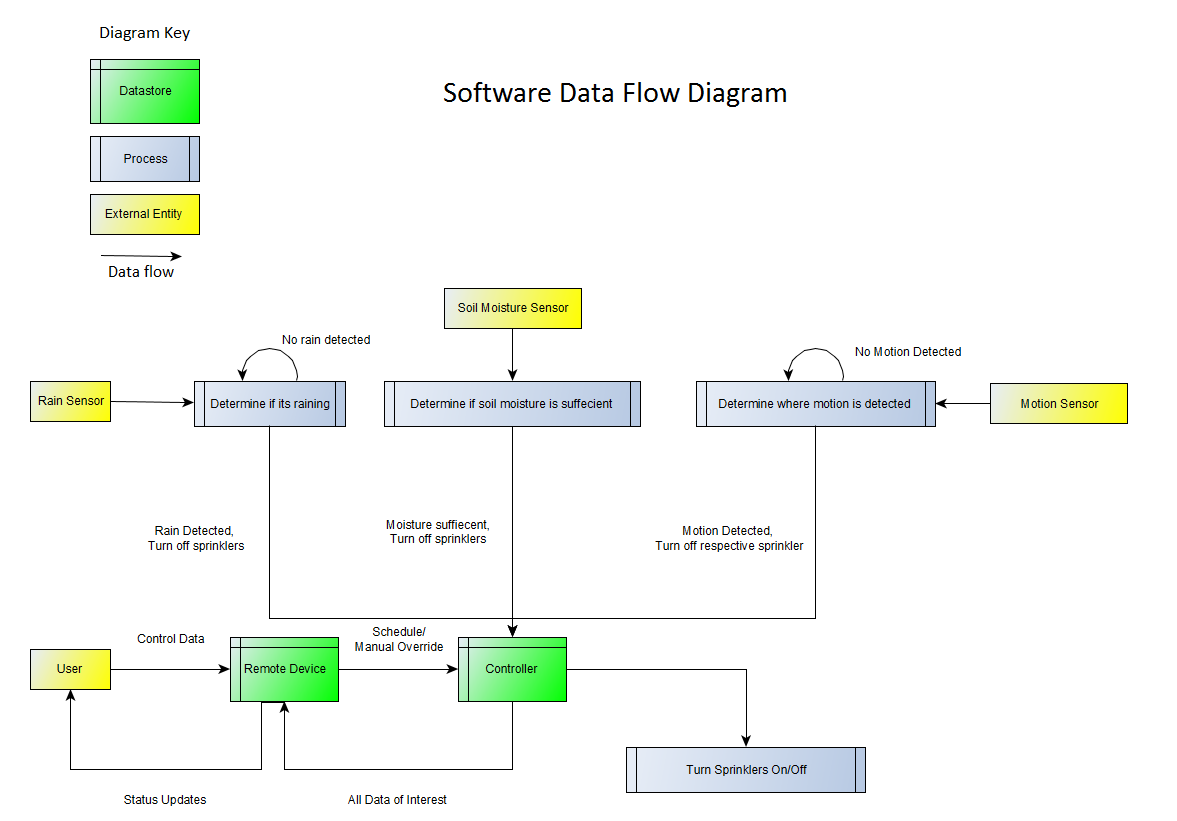 Diagram Key
Datastore
Software Data Flow Diagram
Process
External Entity
Data flow
Soil Moisture Sensor
No rain detected
No Motion Detected
Rain Sensor
Determine if its raining
Determine if soil moisture is suffecient
Determine where motion is detected
Motion Sensor
Rain Detected,
Turn off sprinklers
Moisture suffiecent,
Turn off sprinklers
Motion Detected,
Turn off respective sprinkler
Control Data
Schedule/
Manual Override
User
Remote Device
Controller
Turn Sprinklers On/Off
Status Updates
All Data of Interest